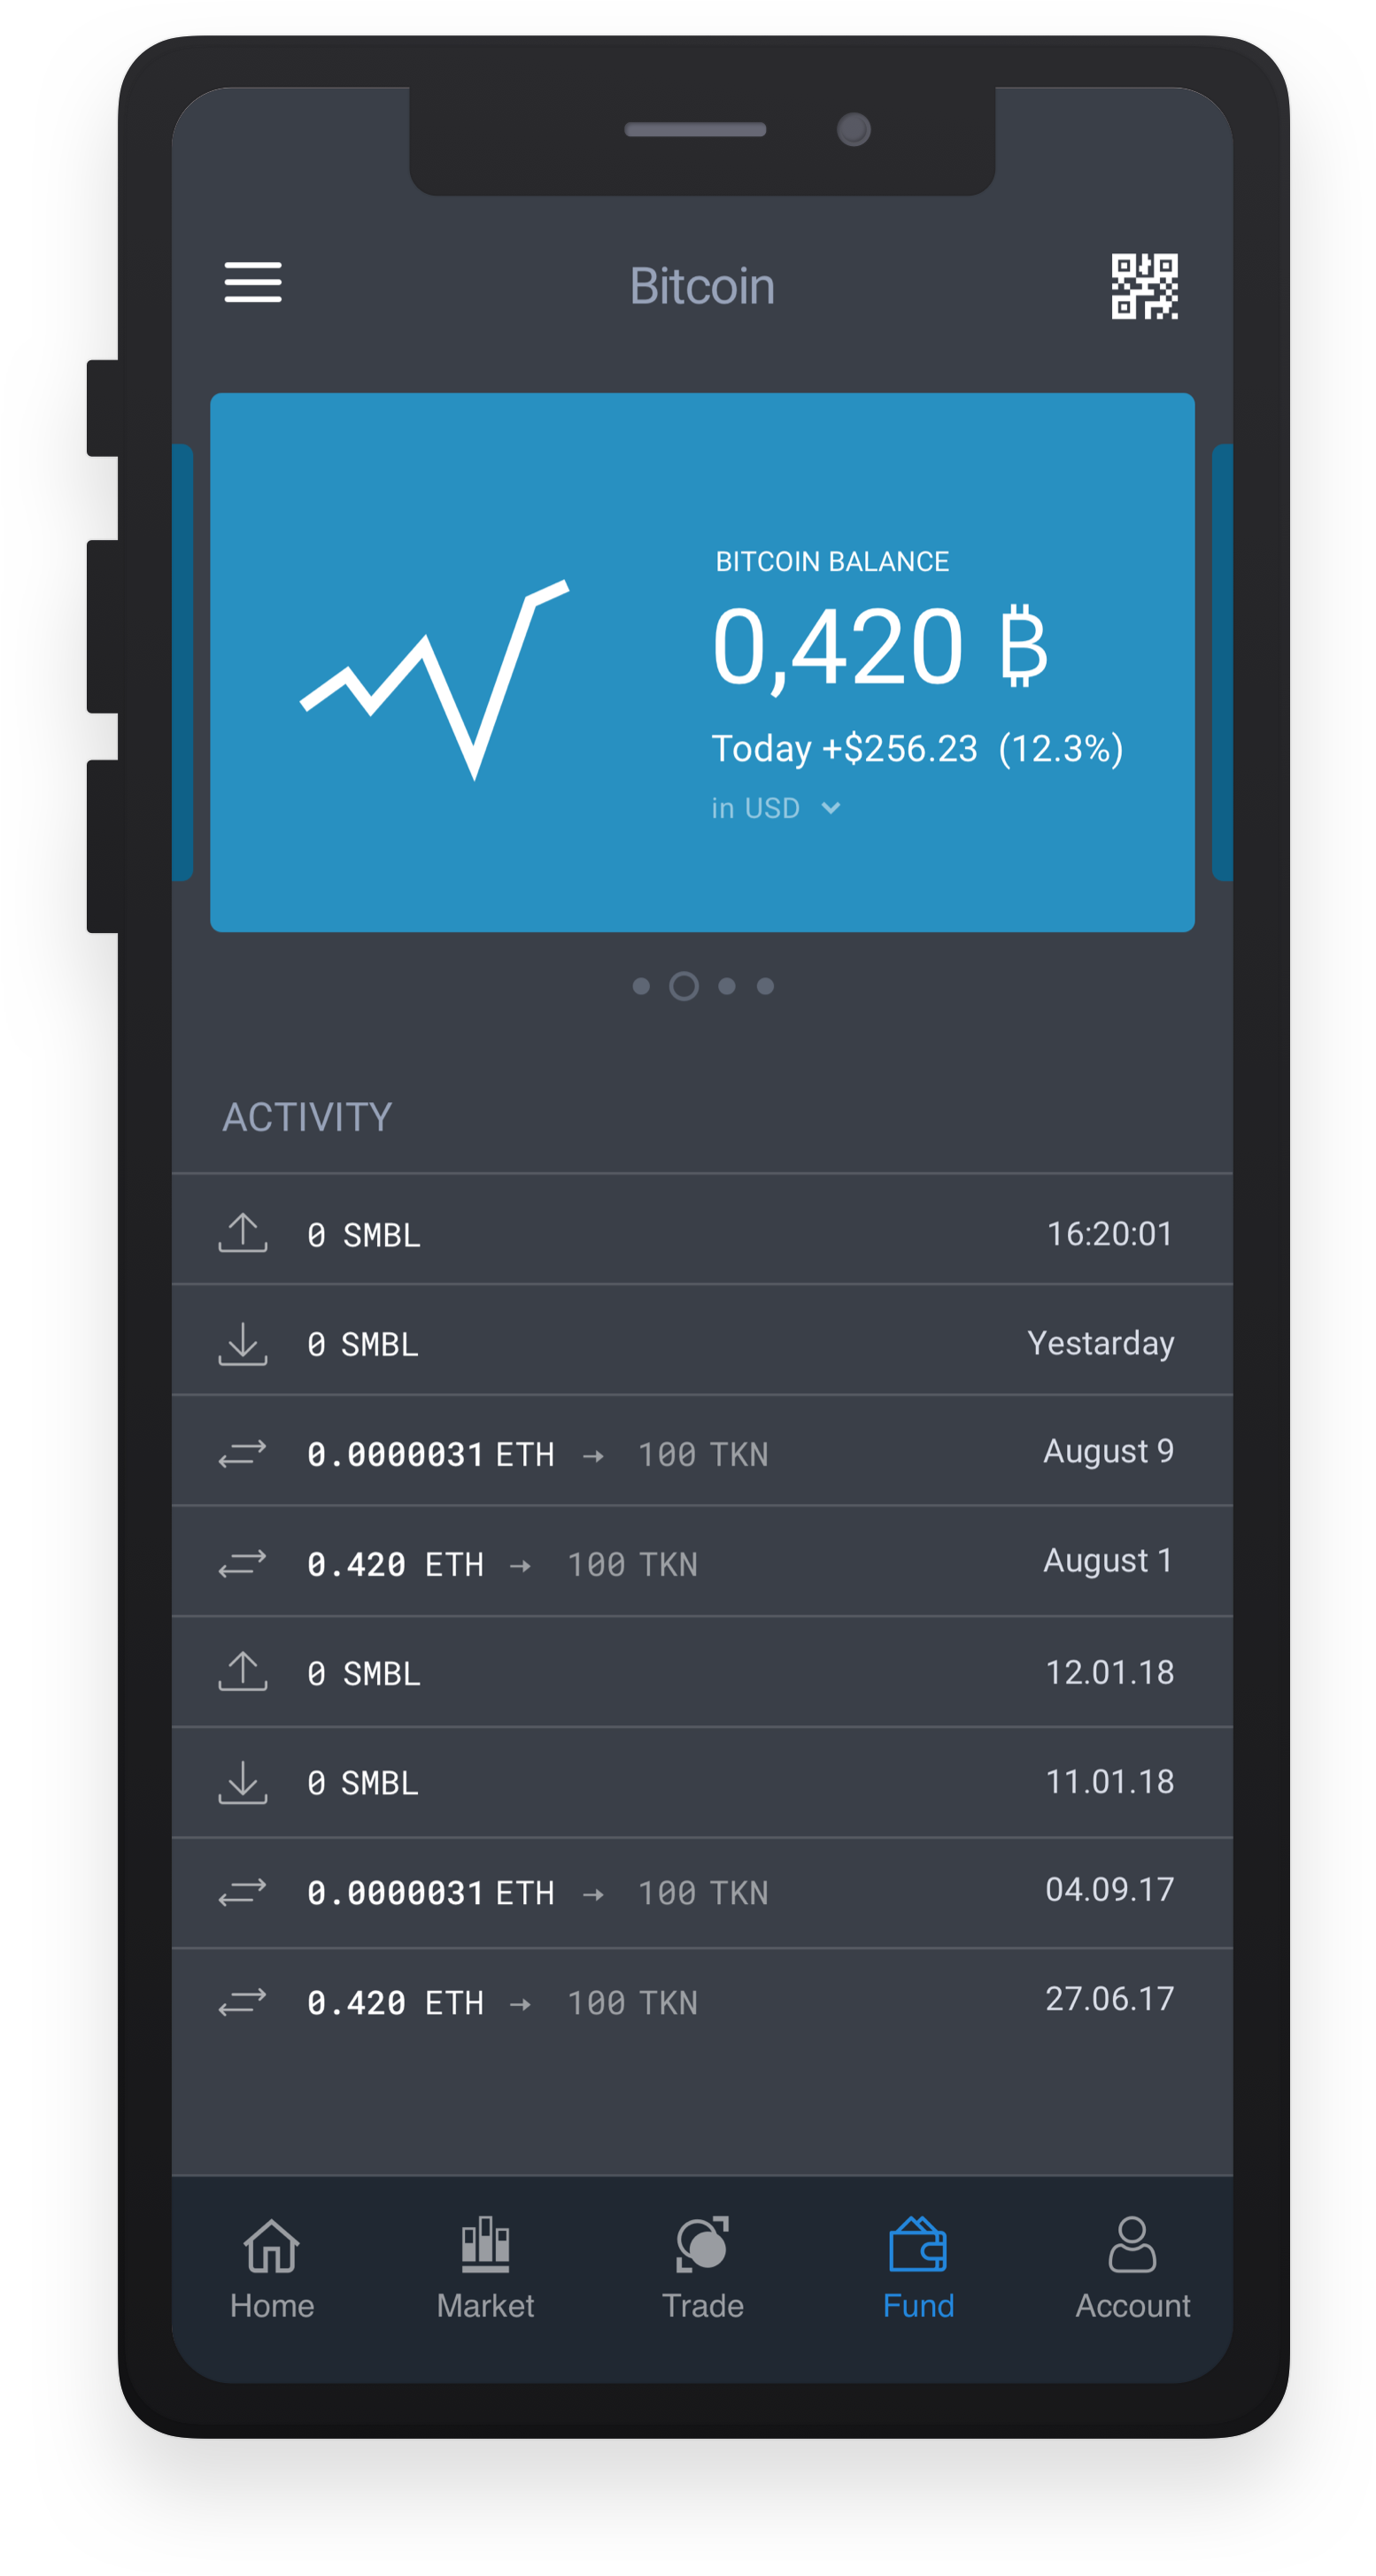 Bitcoin
BITCOIN BALANCE
0,420 ₿
Today +$256.23 (12.3%)
in USD
ACTIVITY
0 SMBL 16:20:01
0 SMBL Yestarday
0.0000031 ETH → 100 TKN August 9
0.420 ETH → 100 TKN August 1
0 SMBL 12.01.18
0 SMBL 11.01.18
0.0000031 ETH → 100 TKN 04.09.17
0.420 ETH → 100 TKN 27.06.17
Home Market Trade Fund Account